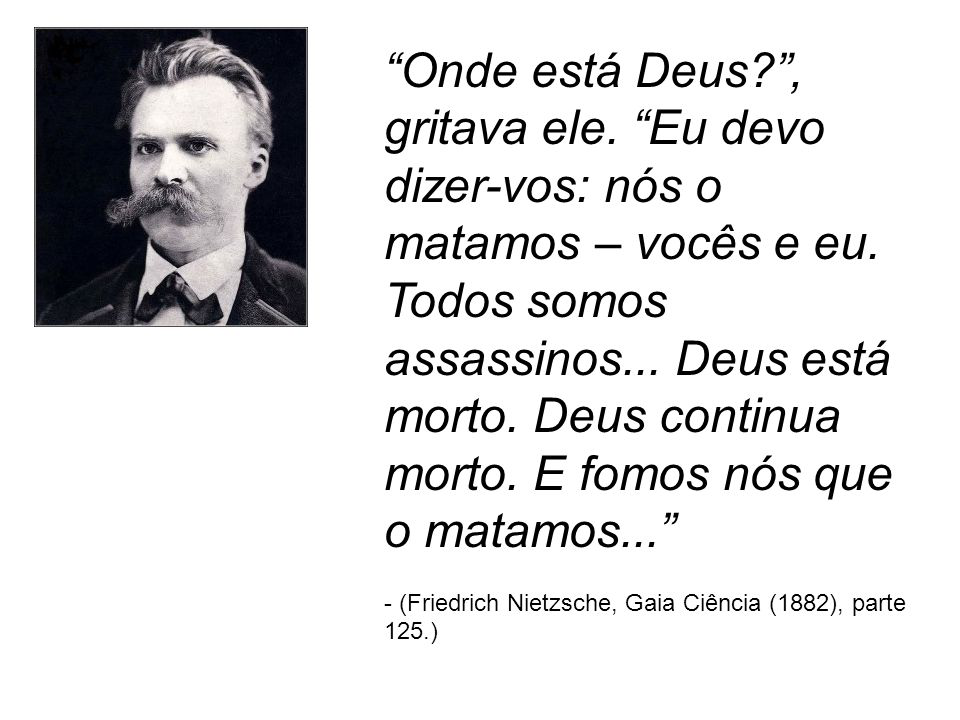 “Onde está Deus?”,
gritava ele. “Eu devo
dizer-vos: nós o
matamos – vocês e eu.
Todos somos
assassinos... Deus está
morto. Deus continua
morto. E fomos nós que
o matamos...”
- (Friedrich Nietzsche, Gaia Ciência (1882), parte
125.)